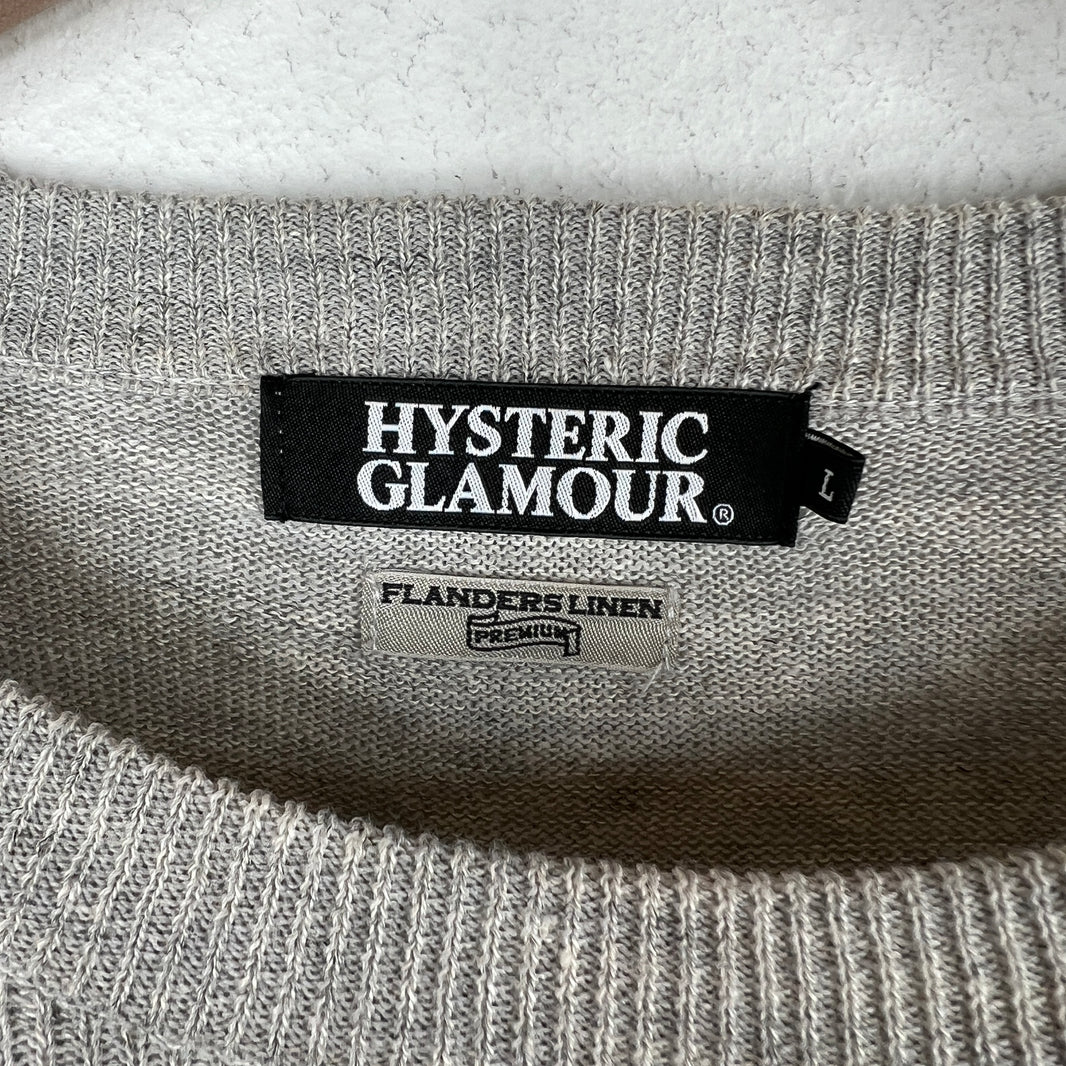 HYSTERIC
GLAMOUR®
L
FLANDERS LINEN
PREMIUM